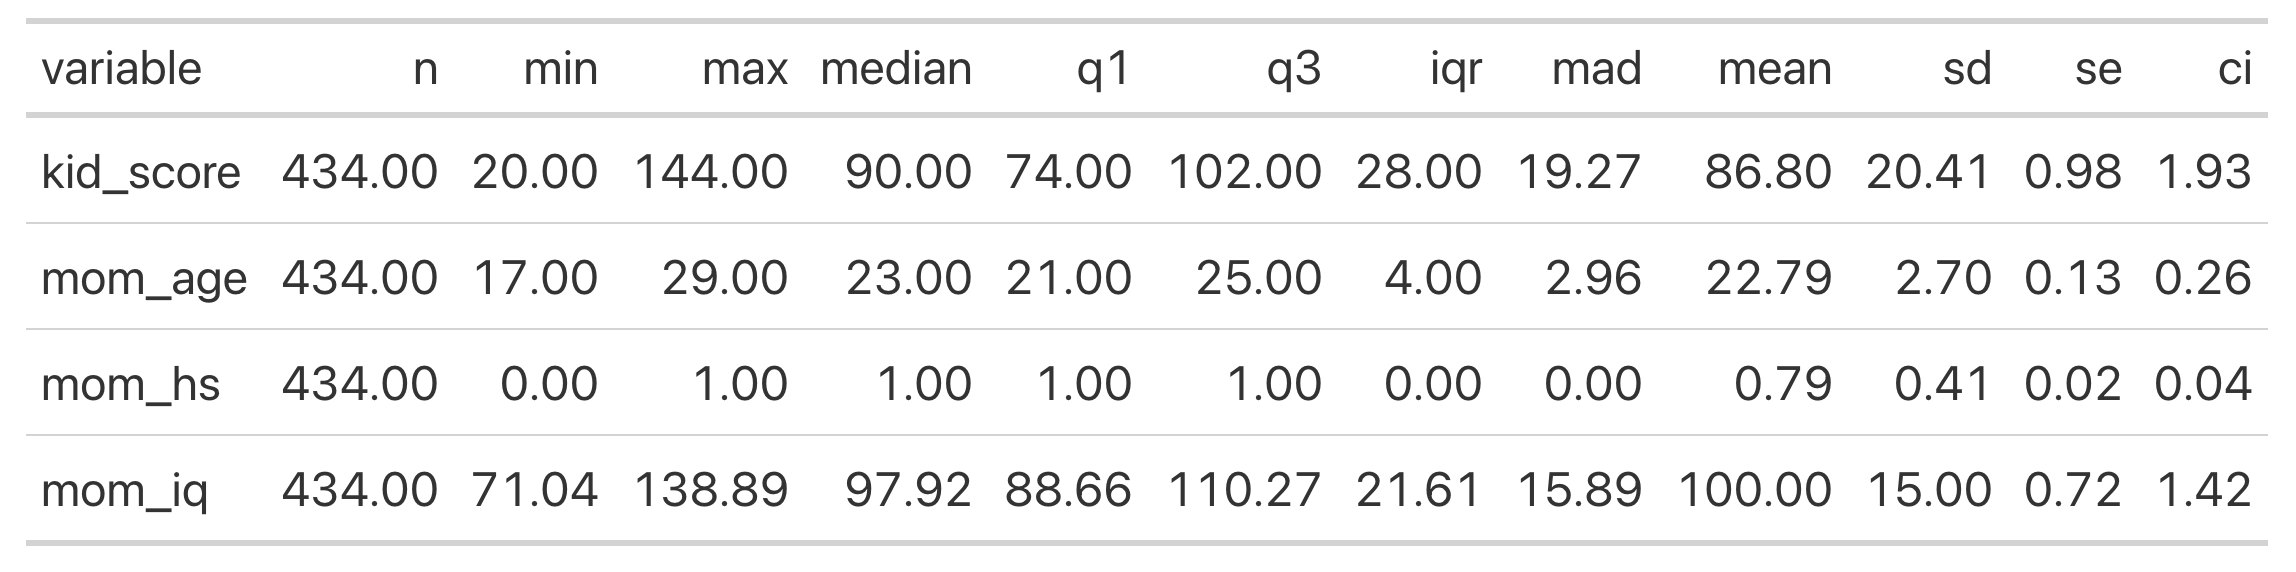 variable n min max median q1 q3 iqr mad mean sd se ci
kid_score 434.00 20.00 144.00 90.00 74.00 102.00 28.00 19.27 86.80 20.41 0.98 1.93
mom_age 434.00 17.00 29.00 23.00 21.00 25.00 4.00 2.96 22.79 2.70 0.13 0.26
mom_hs 434.00 0.00 1.00 1.00 1.00 1.00 0.00 0.00 0.79 0.41 0.02 0.04
mom_iq 434.00 71.04 138.89 97.92 88.66 110.27 21.61 15.89 100.00 15.00 0.72 1.42